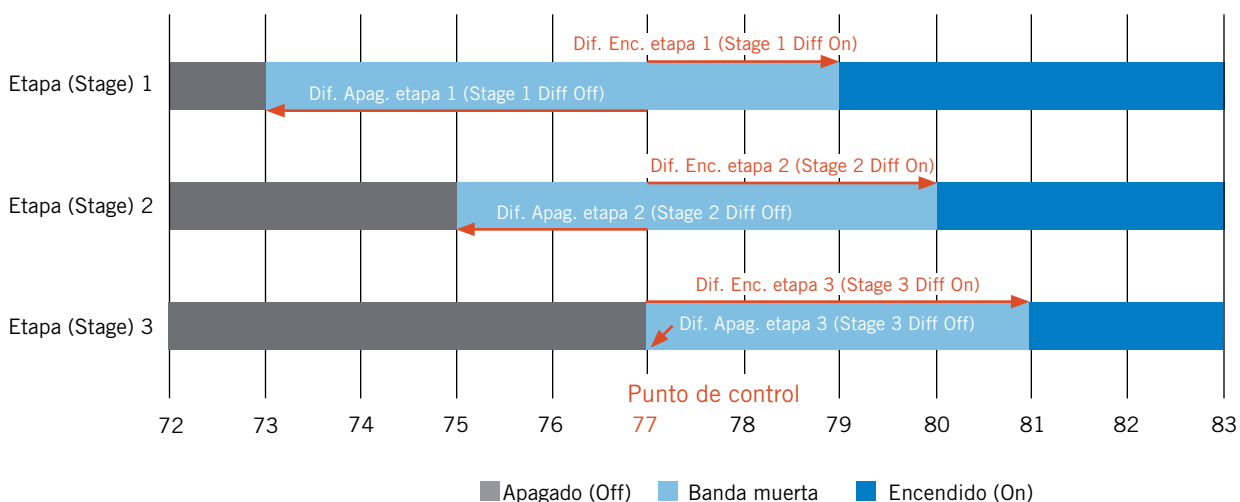 Dif. Enc. etapa 1 (Stage 1 Diff On)
Etapa (Stage) 1
Dif. Apag. etapa 1 (Stage 1 Diff Off)
Dif. Enc. etapa 2 (Stage 2 Diff On)
Etapa (Stage) 2
Dif. Apag. etapa 2 (Stage 2 Diff Off)
Dif. Enc. etapa 3 (Stage 3 Diff On)
Etapa (Stage) 3
Dif. Apag. etapa 3 (Stage 3 Diff Off)
Punto de control
72 73 74 75 76 77 78 79 80 81 82 83
Apagado (Off) Banda muerta Encendido (On)